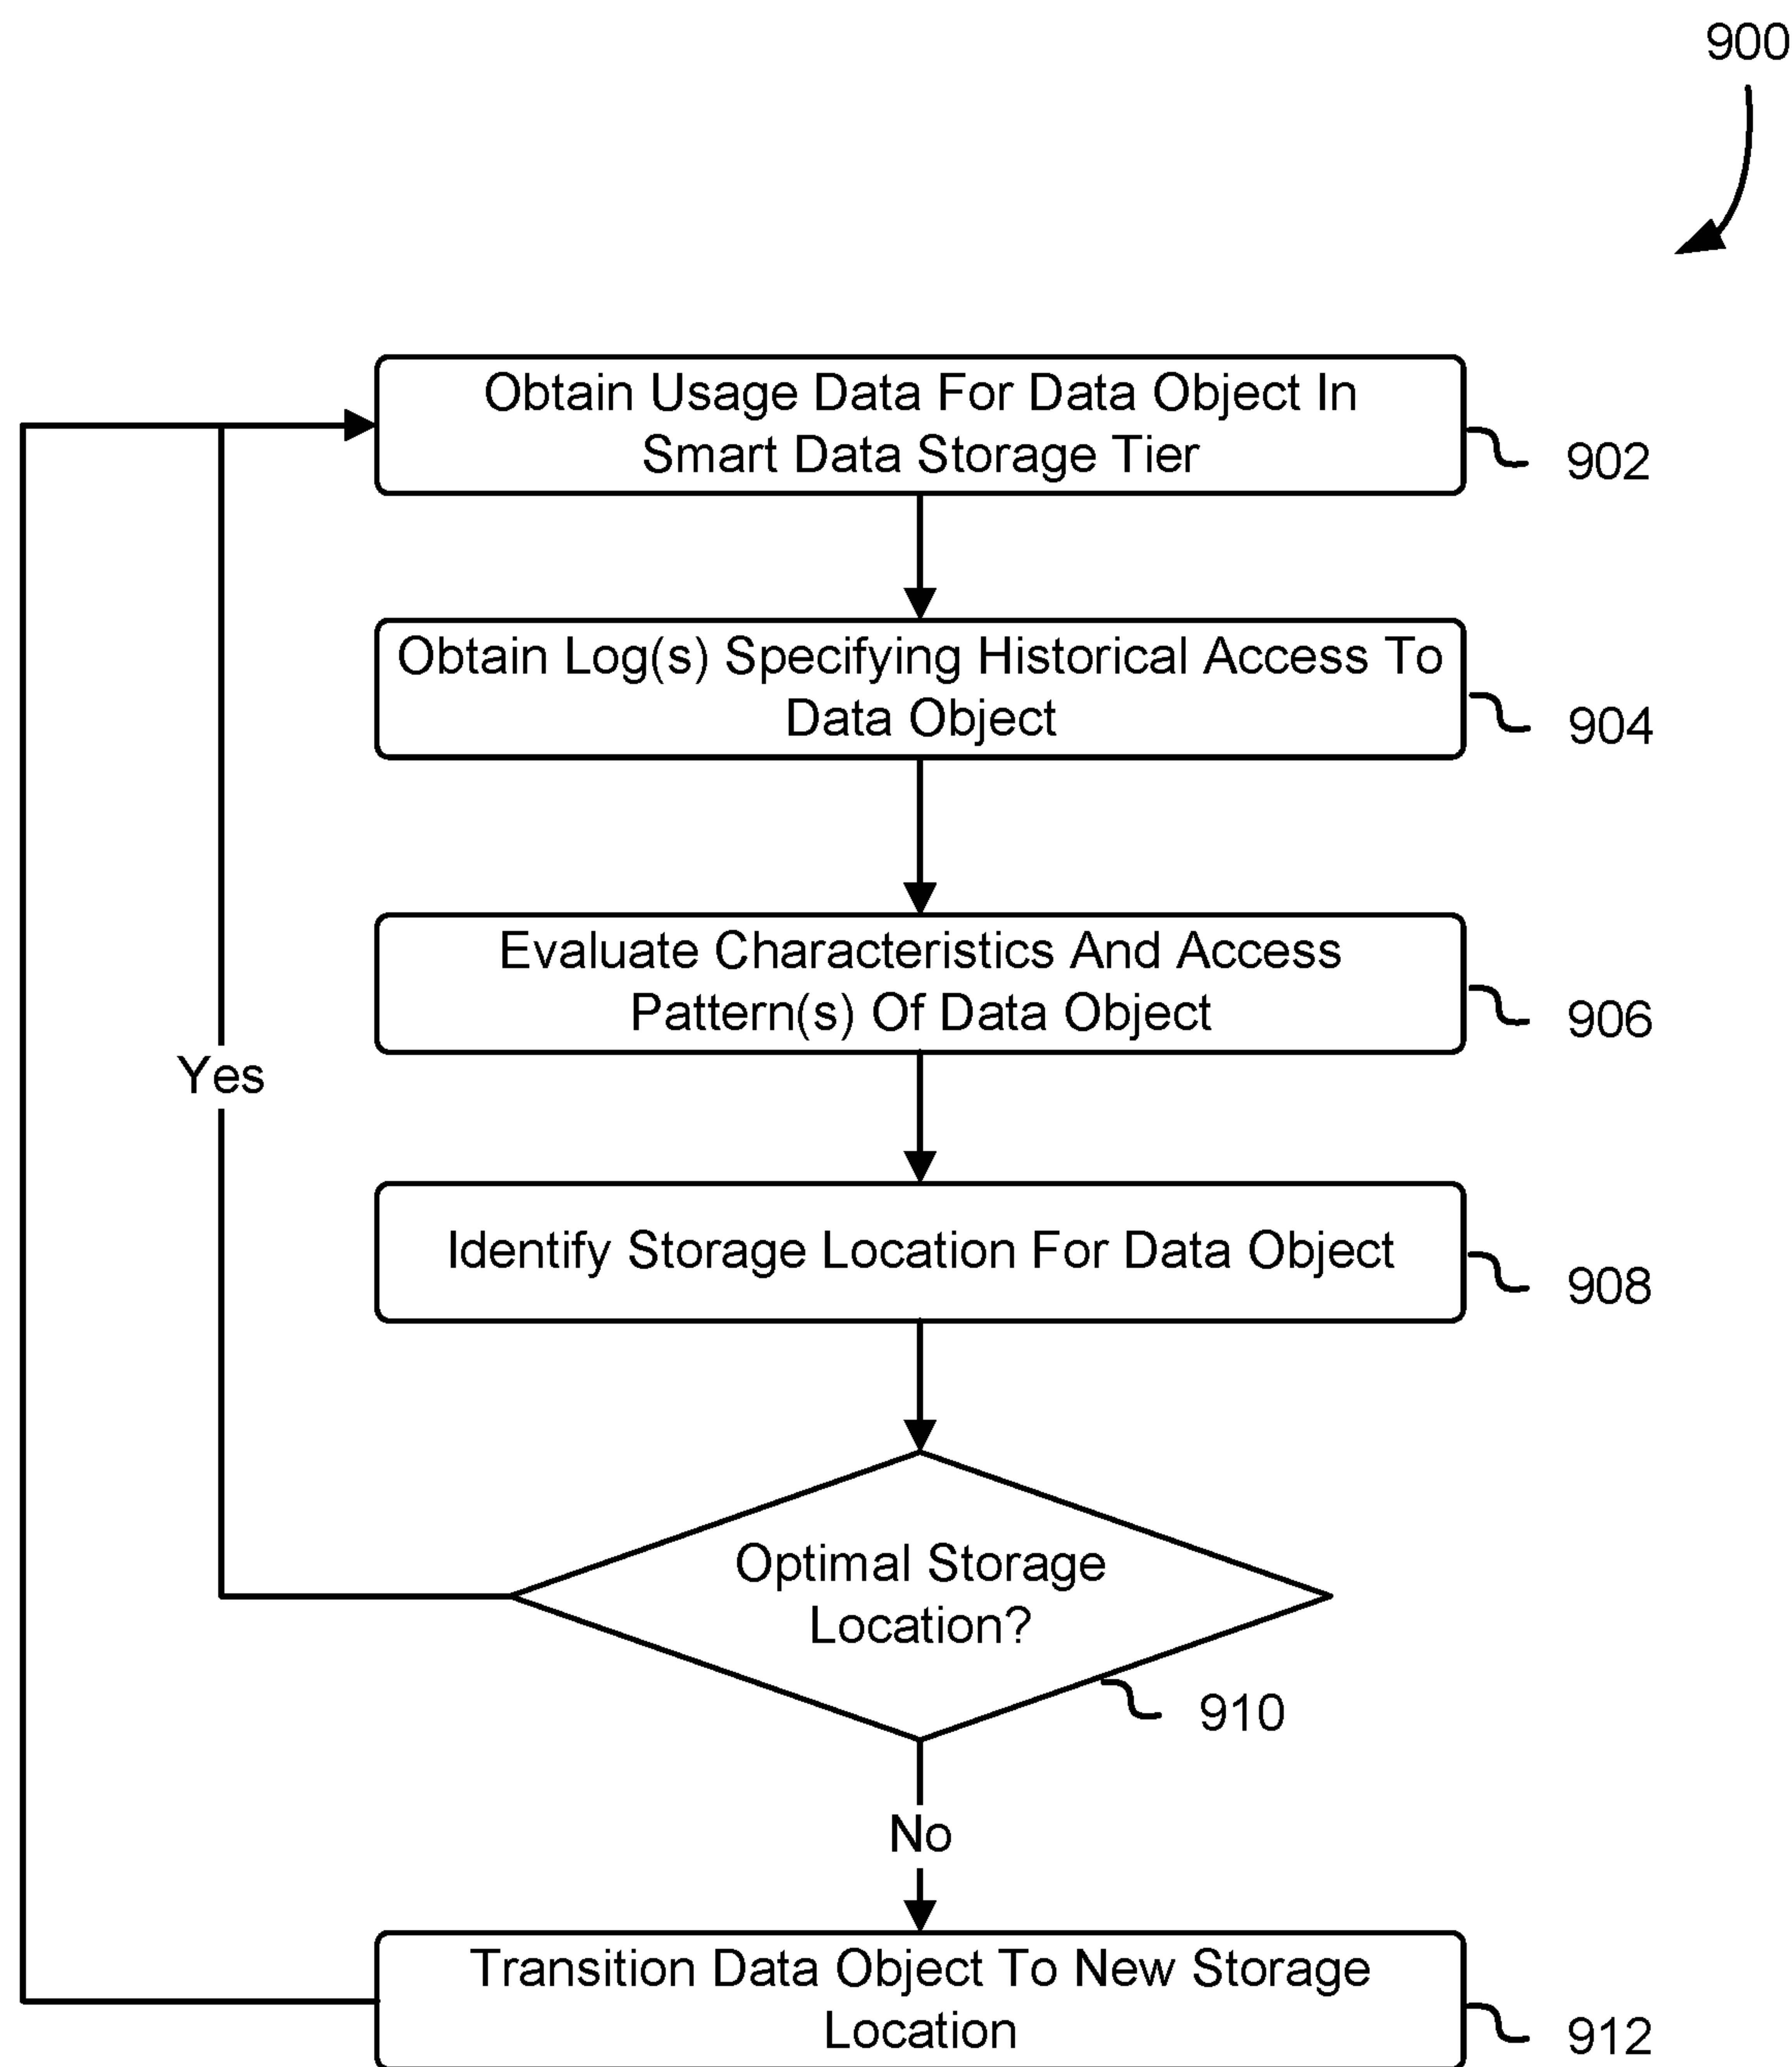 900
Obtain Usage Data For Data Object In
Smart Data Storage Tier
902
Obtain Log(s) Specifying Historical Access To
Data Object
904
Evaluate Characteristics And Access
Pattern(s) Of Data Object
906
Yes
Identify Storage Location For Data Object
908
Optimal Storage
Location?
910
No
Transition Data Object To New Storage
Location
912